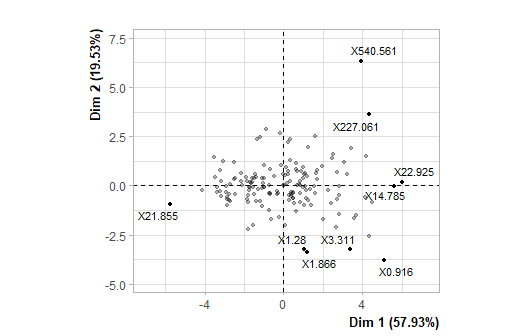 Dim 2 (19.53%)
7.5
5.0
2.5
0.0
-2.5
-5.0
X540.561
X227.061
X22.925
X14.785
X21.855
X1.28
X3.311
X1.866
X0.916
-4
0
4
Dim 1 (57.93%)